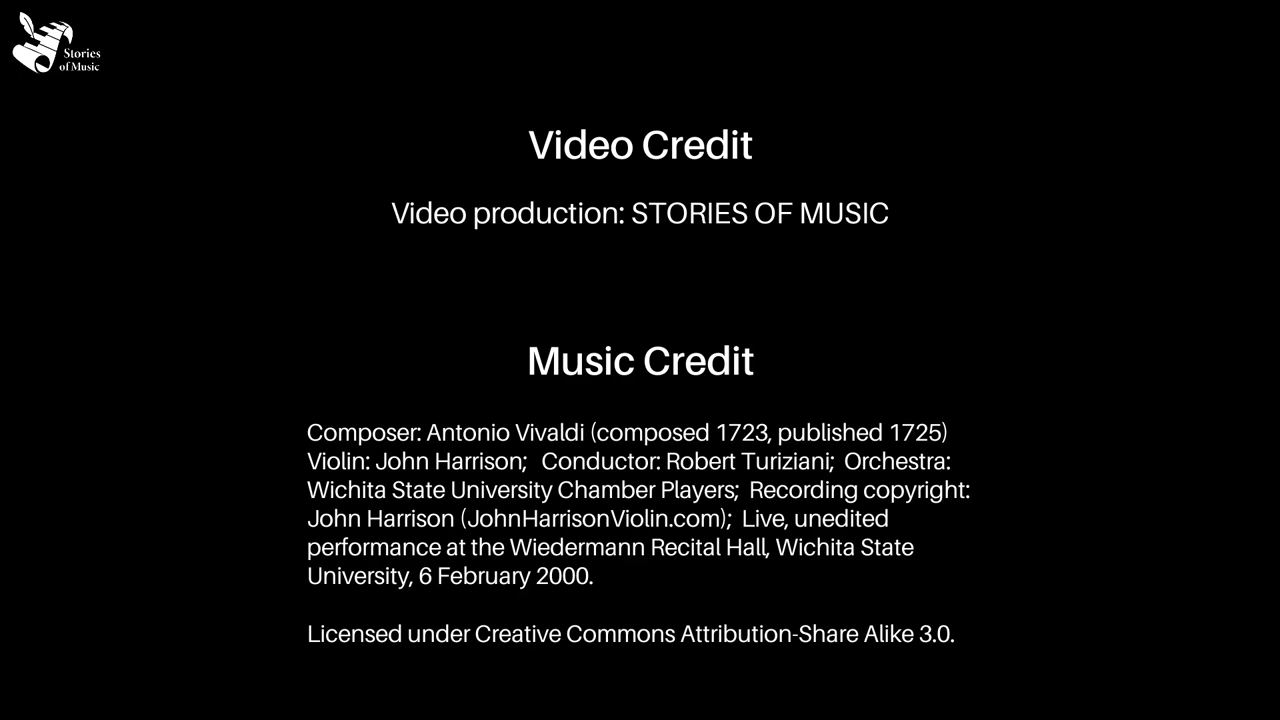 Stories
of Music
Video Credit
Video production: STORIES OF MUSIC
Music Credit
Composer: Antonio Vivaldi (composed 1723, published 1725)
Violin: John Harrison;   Conductor: Robert Turiziani;  Orchestra:
Wichita State University Chamber Players;  Recording copyright:
John Harrison (JohnHarrisonViolin.com);  Live, unedited
performance at the Wiedermann Recital Hall, Wichita State
University, 6 February 2000.
Licensed under Creative Commons Attribution-Share Alike 3.0.